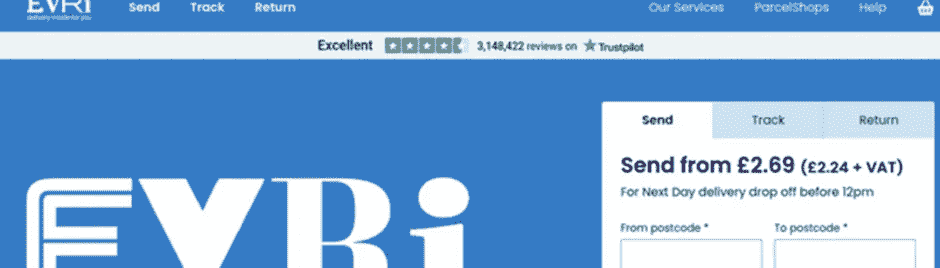 EVRi Send Track Return Our Services ParcelShops Help
delivery made for you
Excellent 3,148,422 reviews on Trustpilot
Send Track Return
Send from £2.69 (£2.24 + VAT)
For Next Day delivery drop off before 12pm
From postcode * To postcode *
EVRi